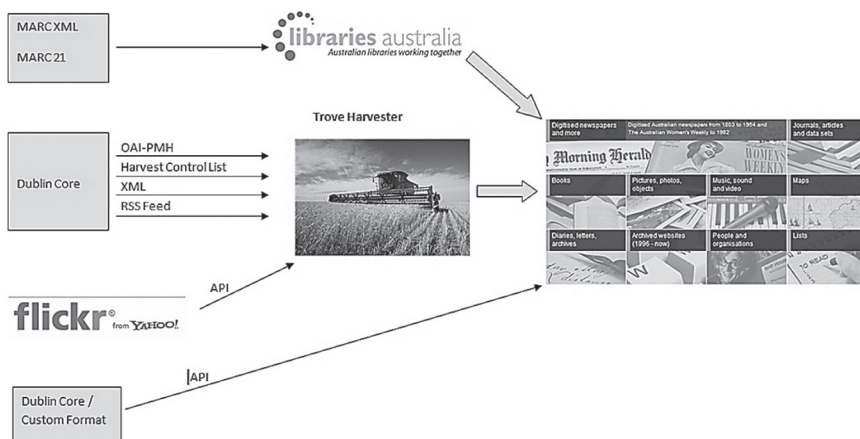 MARC XML
MARC 21
libraries australia
Australian libraries working together
Trove Harvester
Dublin Core
OAI-PMH
Harvest Control List
XML
RSS Feed
flickr® from YAHOO!
API
Dublin Core /
Custom Format
API
Digitised newspapers
and more
Digitised Australian newspapers from 1803 to 1954 and
The Australian Women's Weekly to 1982
Journals, articles
and data sets
Morning Herald
WOMEN'S
WEEKLY
Books
Pictures, photos,
objects
Music, sound
and video
Maps
Diaries, letters,
archives
Archived websites
(1996 - now)
People and
organisations
Lists
W
TO READ